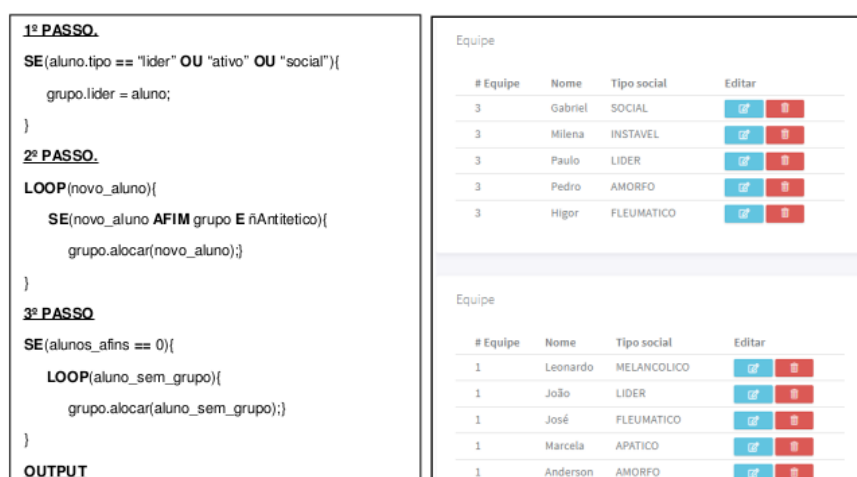 1º PASSO.
SE(aluno.tipo == “lider” OU “ativo” OU “social”){
grupo.lider = aluno;
}
2º PASSO.
LOOP(novo_aluno){
SE(novo_aluno AFIM grupo E ñAntitetico){
grupo.alocar(novo_aluno);}
}
3º PASSO
SE(alunos_afins == 0){
LOOP(aluno_sem_grupo){
grupo.alocar(aluno_sem_grupo);}
}
OUTPUT
Equipe
# Equipe Nome Tipo social Editar
3 Gabriel SOCIAL
3 Milena INSTAVEL
3 Paulo LIDER
3 Pedro AMORFO
3 Higor FLEUMATICO
Equipe
# Equipe Nome Tipo social Editar
1 Leonardo MELANCOLICO
1 João LIDER
1 José FLEUMATICO
1 Marcela APATICO
1 Anderson AMORFO